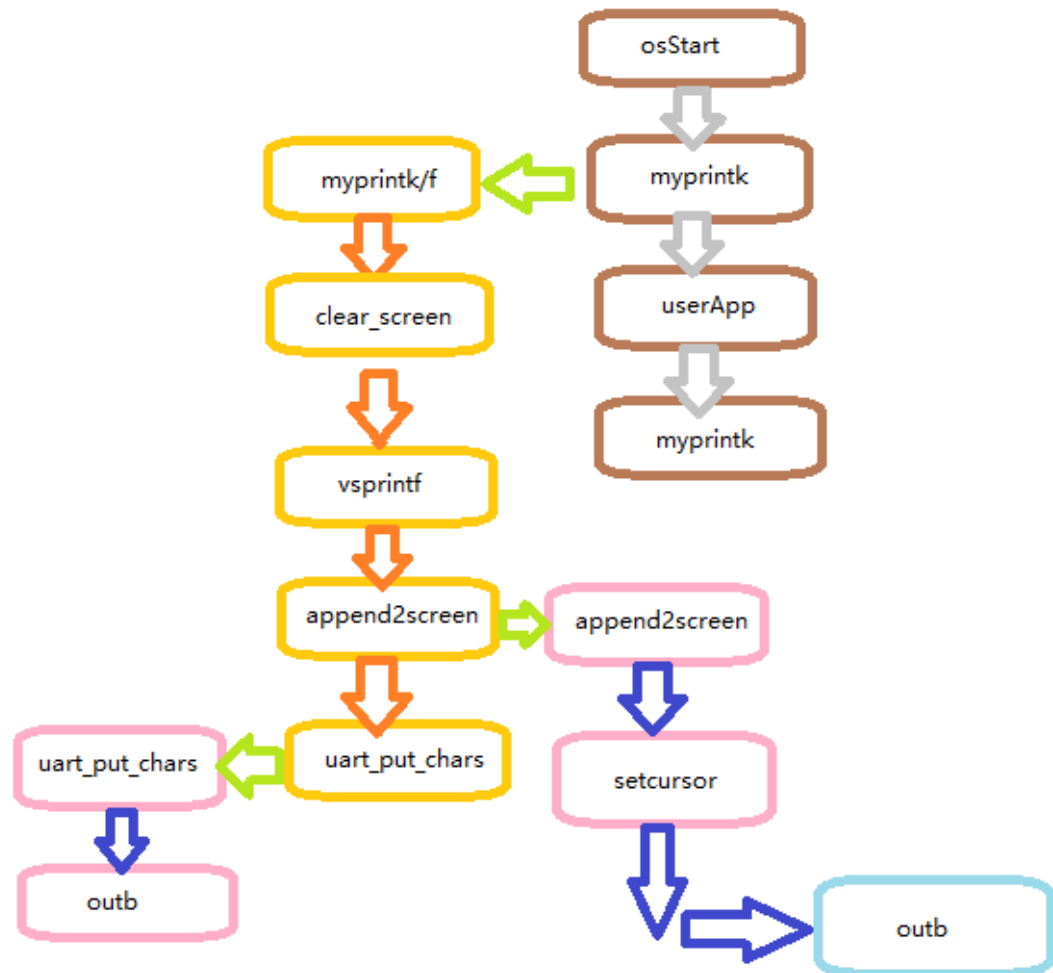 osStart
myprintk/f
myprintk
clear_screen
userApp
myprintk
vsprintf
append2screen
append2screen
uart_put_chars
uart_put_chars
setcursor
outb
outb